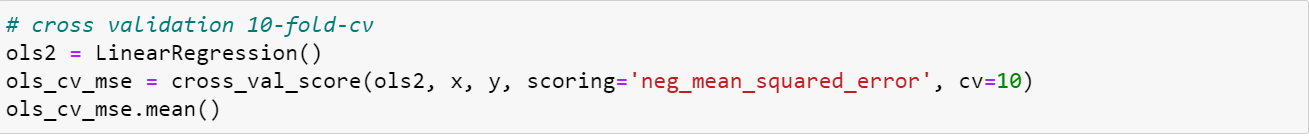 # cross validation 10-fold-cv
ols2 = LinearRegression()
ols_cv_mse = cross_val_score(ols2, x, y, scoring='neg_mean_squared_error', cv=10)
ols_cv_mse.mean()